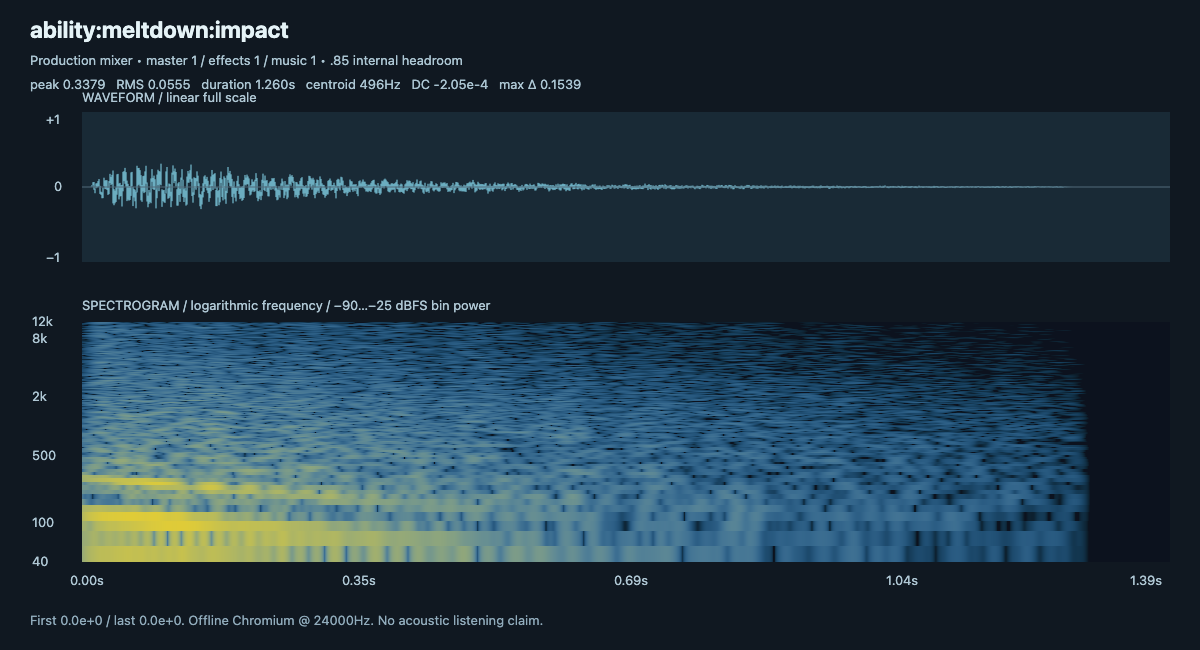 ability:meltdown:impact
Production mixer • master 1 / effects 1 / music 1 • .85 internal headroom
peak 0.3379 RMS 0.0555 duration 1.260s centroid 496Hz DC -2.05e-4 max Δ 0.1539
WAVEFORM / linear full scale
+1
0
−1
SPECTROGRAM / logarithmic frequency / −90…−25 dBFS bin power
12k
8k
2k
500
100
40
0.00s 0.35s 0.69s 1.04s 1.39s
First 0.0e+0 / last 0.0e+0. Offline Chromium @ 24000Hz. No acoustic listening claim.